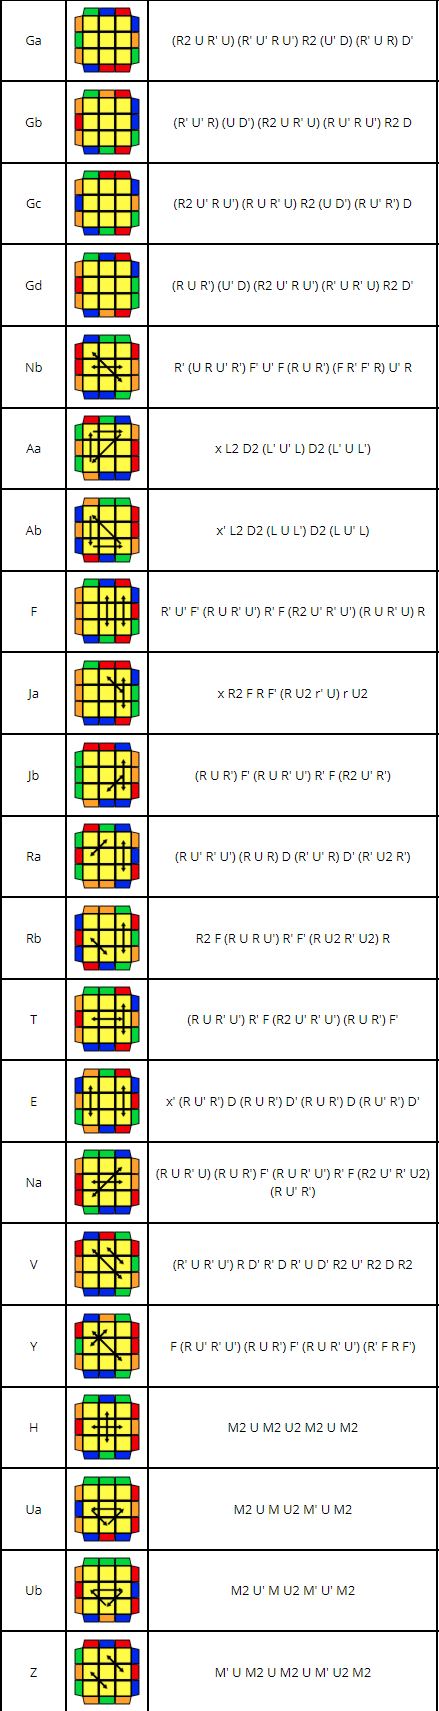 Ga (R2 U R' U) (R' U' R U') R2 (U' D) (R' U R) D'
Gb (R' U' R) (U D') (R2 U R' U) (R U' R U') R2 D
Gc (R2 U' R U') (R U R' U) R2 (U D') (R U' R') D
Gd (R U R') (U' D) (R2 U' R U') (R' U R' U) R2 D'
Nb R' (U R U' R') F' U' F (R U R') (F R' F' R) U' R
Aa x L2 D2 (L' U' L) D2 (L' U L')
Ab x' L2 D2 (L U L') D2 (L U' L)
F R' U' F' (R U R' U') R' F (R2 U' R' U') (R U R' U) R
Ja x R2 F R F' (R U2 r' U) r U2
Jb (R U R') F' (R U R' U') R' F (R2 U' R')
Ra (R U' R' U') (R U R) D (R' U' R) D' (R' U2 R')
Rb R2 F (R U R U') R' F' (R U2 R' U2) R
T (R U R' U') R' F (R2 U' R' U') (R U R') F'
E x' (R U' R') D (R U R') D' (R U R') D (R U' R') D'
Na (R U R' U) (R U R') F' (R U R' U') R' F (R2 U' R' U2)
(R U' R')
V (R' U R' U') R D' R' D R' U D' R2 U' R2 D R2
Y F (R U' R' U') (R U R') F' (R U R' U') (R' F R F')
H M2 U M2 U2 M2 U M2
Ua M2 U M U2 M' U M2
Ub M2 U' M U2 M' U' M2
Z M' U M2 U M2 U M' U2 M2